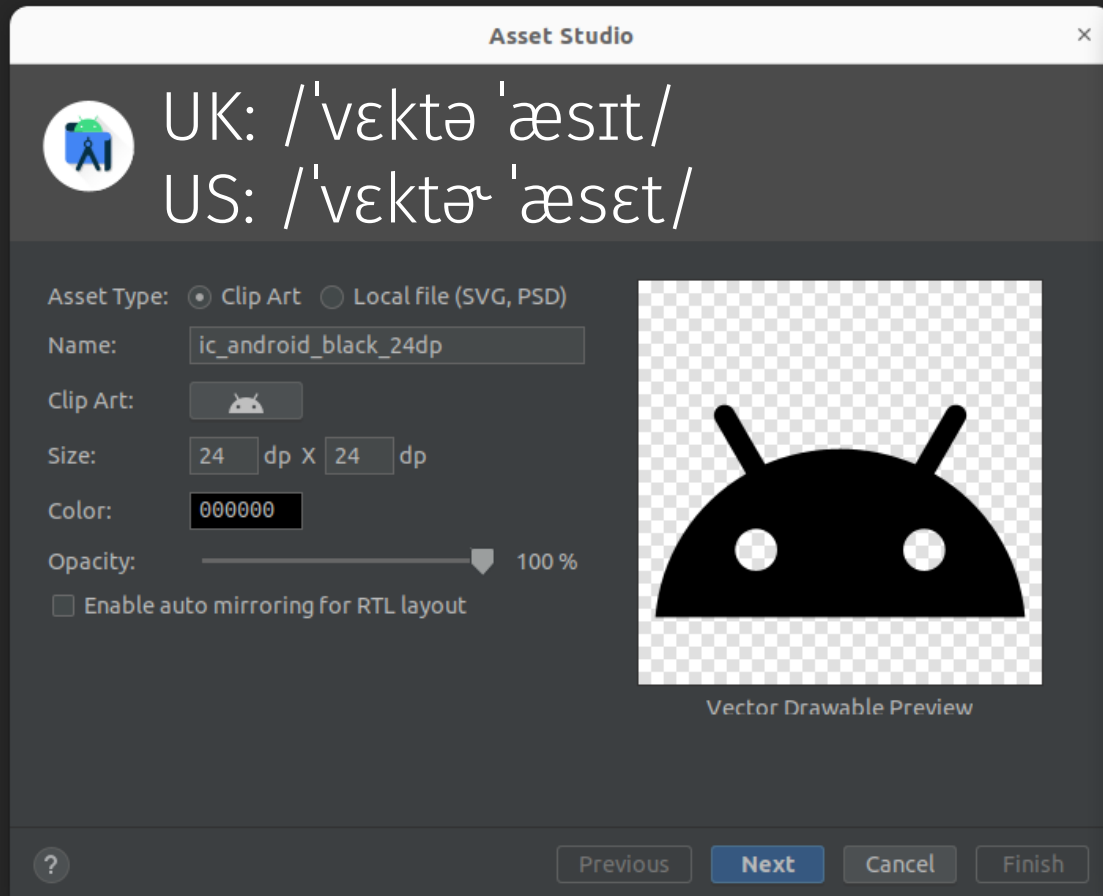 Asset Studio
UK: /ˈvɛktə ˈæsɪt/
US: /ˈvɛktɚ ˈæsɛt/
Asset Type: Clip Art Local file (SVG, PSD)
Name: ic_android_black_24dp
Clip Art:
Size: 24 dp X 24 dp
Color: 000000
Opacity: 100 %
Enable auto mirroring for RTL layout
Vector Drawable Preview
? Previous Next Cancel Finish